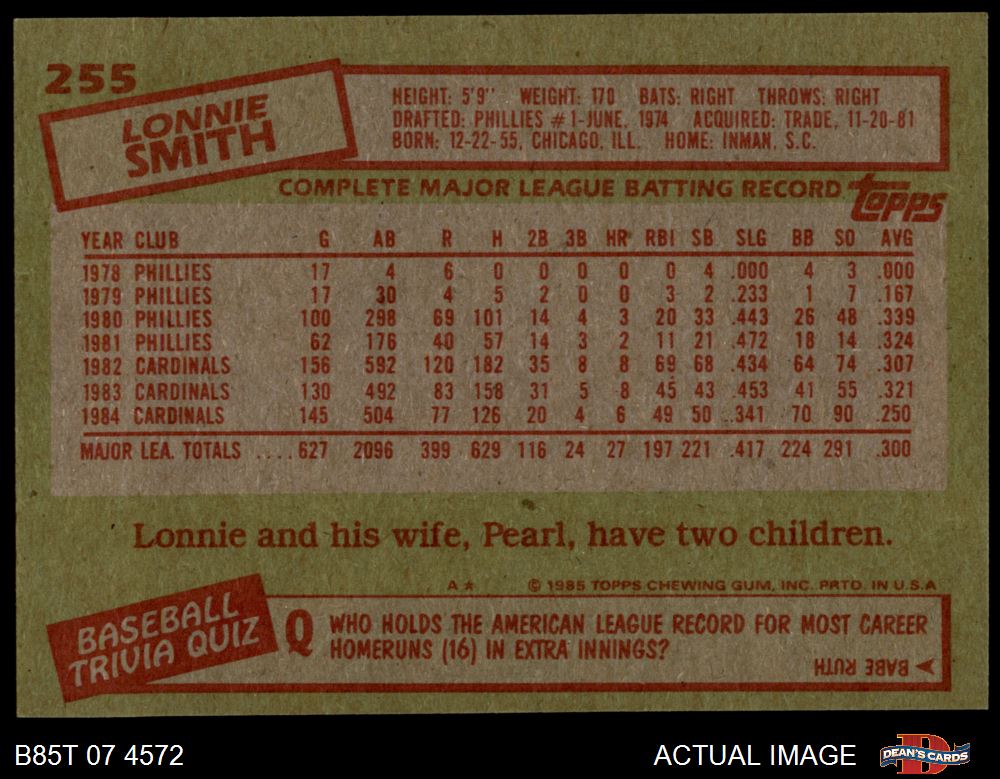 255
LONNIE
SMITH
HEIGHT: 5'9" WEIGHT: 170 BATS: RIGHT THROWS: RIGHT
DRAFTED: PHILLIES #1-JUNE, 1974 ACQUIRED: TRADE, 11-20-81
BORN: 12-22-55, CHICAGO, ILL. HOME: INMAN, S.C.
COMPLETE MAJOR LEAGUE BATTING RECORD topps
YEAR CLUB G AB R H 2B 3B HR RBI SB SLG BB SO AVG
1978 PHILLIES 17 4 6 0 0 0 0 0 4 .000 4 3 .000
1979 PHILLIES 17 30 4 5 2 0 0 3 2 .233 1 7 .167
1980 PHILLIES 100 298 69 101 14 4 3 20 33 .443 26 48 .339
1981 PHILLIES 62 176 40 57 14 3 2 11 21 .472 18 14 .324
1982 CARDINALS 156 592 120 182 35 8 8 69 68 .434 64 74 .307
1983 CARDINALS 130 492 83 158 31 5 8 45 43 .453 41 55 .321
1984 CARDINALS 145 504 77 126 20 4 6 49 50 .341 70 90 .250
MAJOR LEA. TOTALS ....627 2096 399 629 116 24 27 197 221 .417 224 291 .300
Lonnie and his wife, Pearl, have two children.
A★ © 1985 TOPPS CHEWING GUM, INC. PRTD. IN U.S.A
BASEBALL
TRIVIA QUIZ
Q WHO HOLDS THE AMERICAN LEAGUE RECORD FOR MOST CAREER
HOMERUNS (16) IN EXTRA INNINGS?
BABE RUTH
B85T 07 4572
ACTUAL IMAGE
DEAN'S CARDS